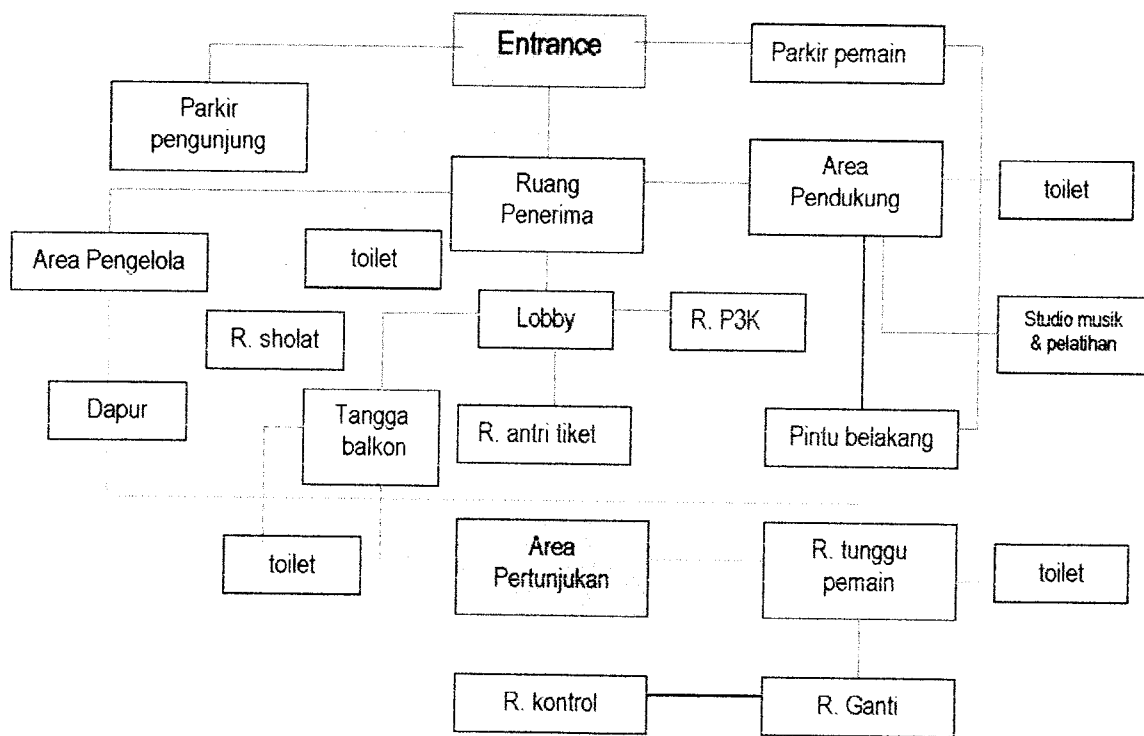 Entrance
Parkir pemain
Parkir
pengunjung
Ruang
Penerima
Area
Pendukung
toilet
Area Pengelola
toilet
Lobby
R. P3K
Studio musik
& pelatihan
R. sholat
Dapur
Tangga
balkon
R. antri tiket
Pintu belakang
toilet
Area
Pertunjukan
R. tunggu
pemain
toilet
R. kontrol
R. Ganti